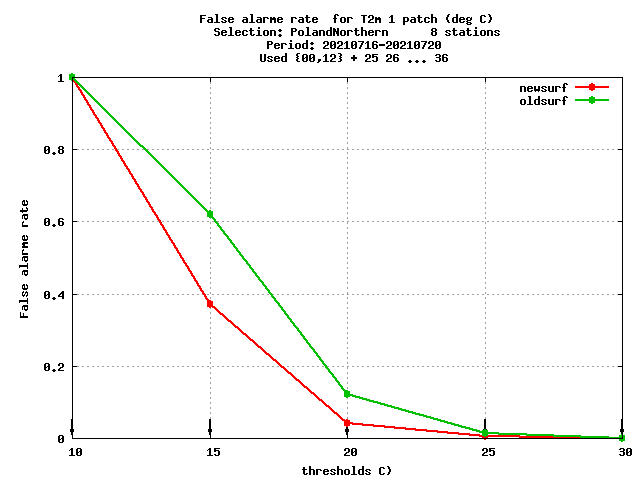 False alarme rate  for T2m 1 patch (deg C)
Selection: PolandNorthern      8 stations
Period: 20210716-20210720
Used {00,12} + 25 26 ... 36
newsurf
oldsurf
1
0.8
0.6
0.4
0.2
0
False alarme rate
10 15 20 25 30
thresholds C)